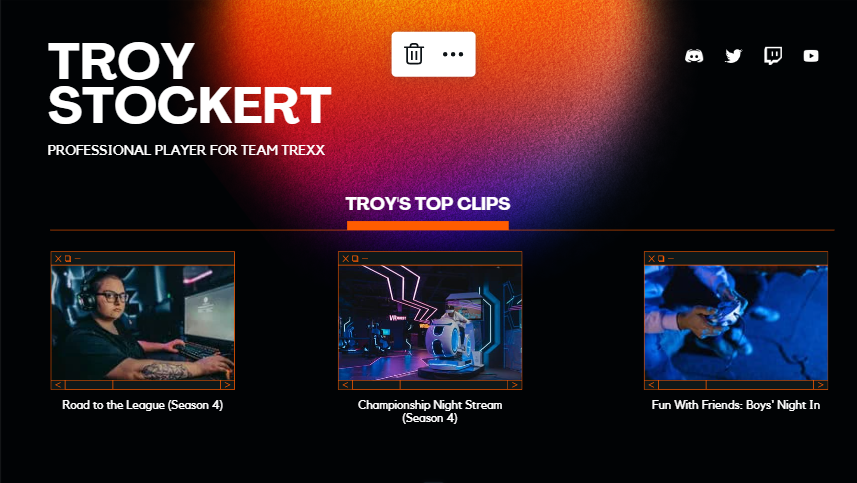 TROY
STOCKERT
PROFESSIONAL PLAYER FOR TEAM TREXX
TROY'S TOP CLIPS
Road to the League (Season 4)
Championship Night Stream
(Season 4)
Fun With Friends: Boys' Night In